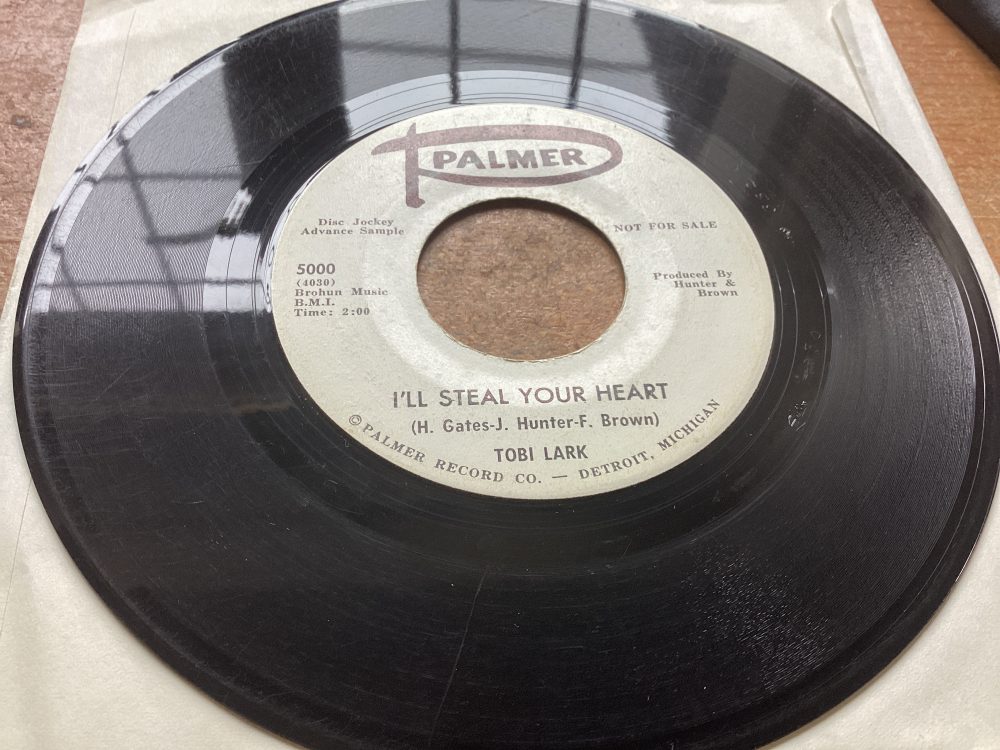 PALMER
Disc Jockey
Advance Sample
NOT FOR SALE
5000
(4030)
Brohun Music
B.M.I.
Time: 2:00
Produced By
Hunter &
Brown
I'LL STEAL YOUR HEART
(H. Gates-J. Hunter-F. Brown)
TOBI LARK
©PALMER RECORD CO. — DETROIT, MICHIGAN